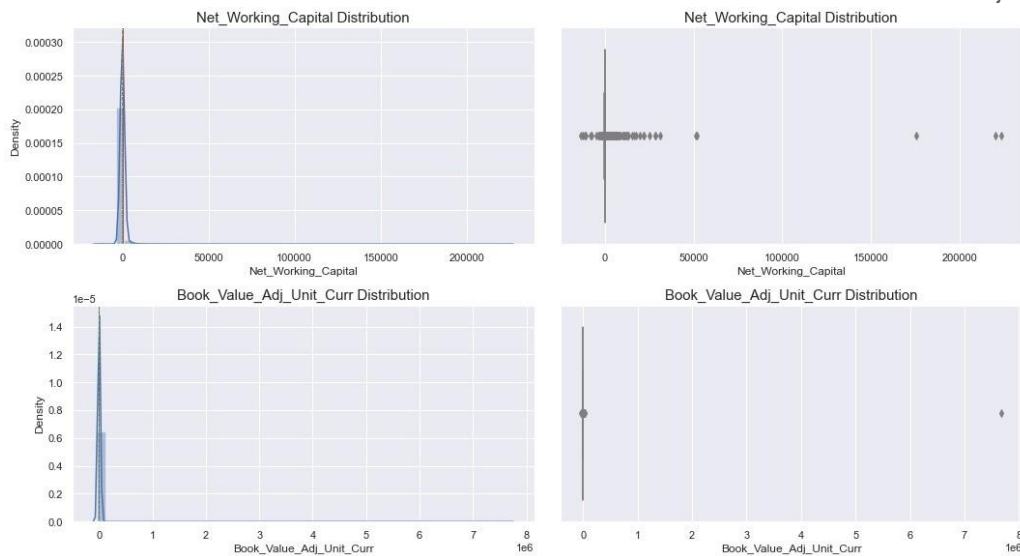 Net_Working_Capital Distribution
0.00030
0.00025
0.00020
0.00015
0.00010
0.00005
0.00000
Density
0 50000 100000 150000 200000
Net_Working_Capital
Net_Working_Capital Distribution
0 50000 100000 150000 200000
Net_Working_Capital
Book_Value_Adj_Unit_Curr Distribution
1e-5
1.4
1.2
1.0
0.8
0.6
0.4
0.2
0.0
Density
0 1 2 3 4 5 6 7 8
1e6
Book_Value_Adj_Unit_Curr
Book_Value_Adj_Unit_Curr Distribution
0 1 2 3 4 5 6 7 8
1e6
Book_Value_Adj_Unit_Curr